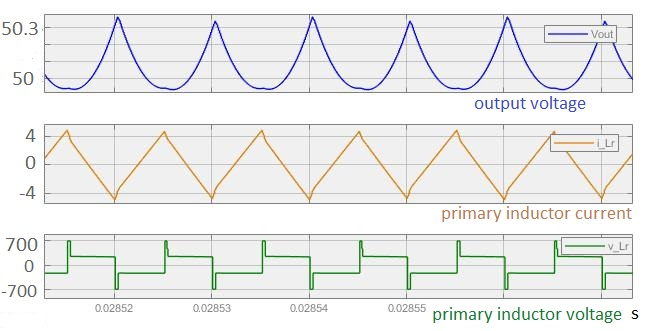 50.3
Vout
50
output voltage
4
i_Lr
0
-4
primary inductor current
700
v_Lr
0
-700
0.02852 0.02853 0.02854 0.02855
primary inductor voltage s